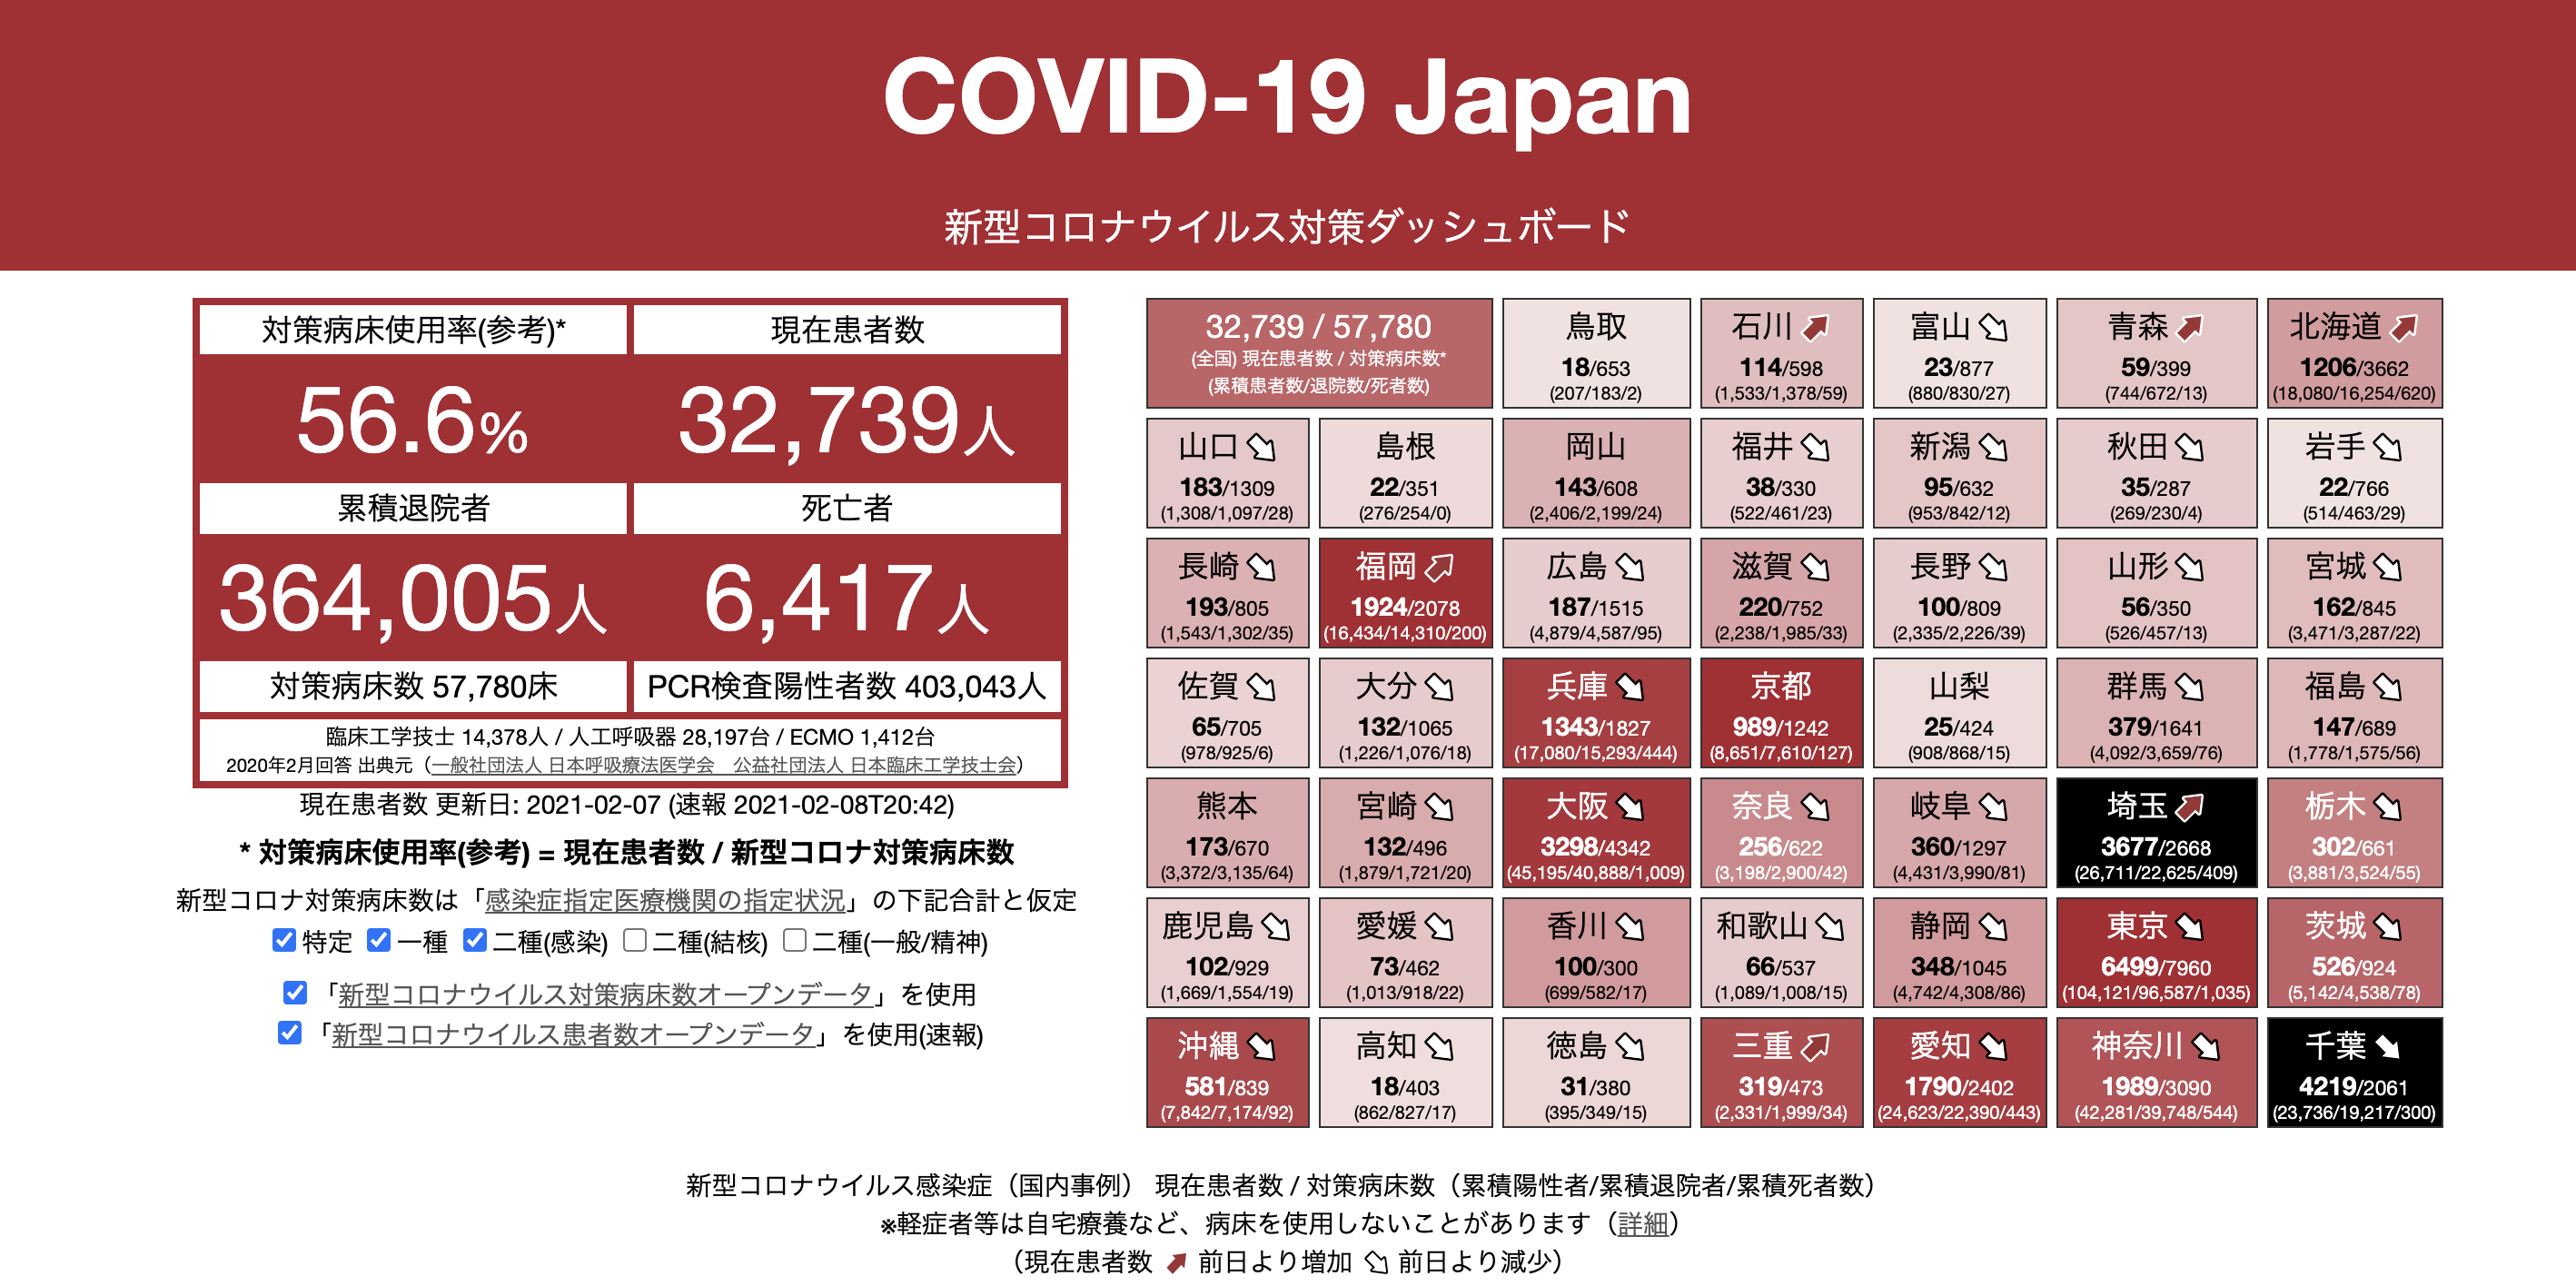 COVID-19 Japan
新型コロナウイルス対策ダッシュボード
対策病床使用率(参考)*
現在患者数
56.6%
32,739人
累積退院者
死亡者
364,005人
6,417人
対策病床数 57,780床
PCR検査陽性者数 403,043人
臨床工学技士 14,378人 / 人工呼吸器 28,197台 / ECMO 1,412台
2020年2月回答 出典元（一般社団法人 日本呼吸療法医学会　公益社団法人 日本臨床工学技士会）
現在患者数 更新日: 2021-02-07 (速報 2021-02-08T20:42)
* 対策病床使用率(参考) = 現在患者数 / 新型コロナ対策病床数
新型コロナ対策病床数は「感染症指定医療機関の指定状況」の下記合計と仮定
特定 一種 二種(感染) 二種(結核) 二種(一般/精神)
「新型コロナウイルス対策病床数オープンデータ」を使用
「新型コロナウイルス患者数オープンデータ」を使用(速報)
32,739 / 57,780
(全国) 現在患者数 / 対策病床数*
(累積患者数/退院数/死者数)
鳥取
18/653
(207/183/2)
石川
114/598
(1,533/1,378/59)
富山
23/877
(880/830/27)
青森
59/399
(744/672/13)
北海道
1206/3662
(18,080/16,254/620)
山口
183/1309
(1,308/1,097/28)
島根
22/351
(276/254/0)
岡山
143/608
(2,406/2,199/24)
福井
38/330
(522/461/23)
新潟
95/632
(953/842/12)
秋田
35/287
(269/230/4)
岩手
22/766
(514/463/29)
長崎
193/805
(1,543/1,302/35)
福岡
1924/2078
(16,434/14,310/200)
広島
187/1515
(4,879/4,587/95)
滋賀
220/752
(2,238/1,985/33)
長野
100/809
(2,335/2,226/39)
山形
56/350
(526/457/13)
宮城
162/845
(3,471/3,287/22)
佐賀
65/705
(978/925/6)
大分
132/1065
(1,226/1,076/18)
兵庫
1343/1827
(17,080/15,293/444)
京都
989/1242
(8,651/7,610/127)
山梨
25/424
(908/868/15)
群馬
379/1641
(4,092/3,659/76)
福島
147/689
(1,778/1,575/56)
熊本
173/670
(3,372/3,135/64)
宮崎
132/496
(1,879/1,721/20)
大阪
3298/4342
(45,195/40,888/1,009)
奈良
256/622
(3,198/2,900/42)
岐阜
360/1297
(4,431/3,990/81)
埼玉
3677/2668
(26,711/22,625/409)
栃木
302/661
(3,881/3,524/55)
鹿児島
102/929
(1,669/1,554/19)
愛媛
73/462
(1,013/918/22)
香川
100/300
(699/582/17)
和歌山
66/537
(1,089/1,008/15)
静岡
348/1045
(4,742/4,308/86)
東京
6499/7960
(104,121/96,587/1,035)
茨城
526/924
(5,142/4,538/78)
沖縄
581/839
(7,842/7,174/92)
高知
18/403
(862/827/17)
徳島
31/380
(395/349/15)
三重
319/473
(2,331/1,999/34)
愛知
1790/2402
(24,623/22,390/443)
神奈川
1989/3090
(42,281/39,748/544)
千葉
4219/2061
(23,736/19,217/300)
新型コロナウイルス感染症（国内事例） 現在患者数 / 対策病床数（累積陽性者/累積退院者/累積死者数）
※軽症者等は自宅療養など、病床を使用しないことがあります（詳細）
（現在患者数 前日より増加 前日より減少）